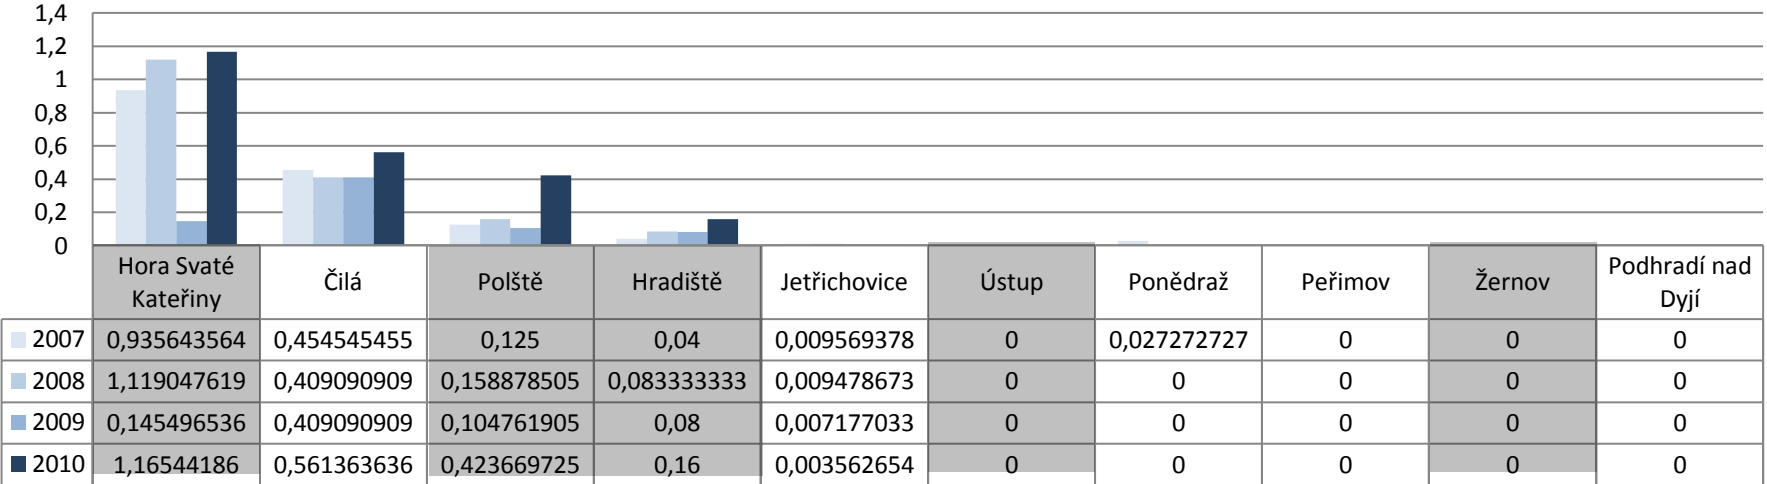 1,4
1,2
1
0,8
0,6
0,4
0,2
0
Hora Svaté Kateřiny Čilá Polště Hradiště Jetřichovice Ústup Ponědraž Peřimov Žernov Podhradí nad Dyjí
2007 0,935643564 0,454545455 0,125 0,04 0,009569378 0 0,027272727 0 0 0
2008 1,119047619 0,409090909 0,158878505 0,083333333 0,009478673 0 0 0 0 0
2009 0,145496536 0,409090909 0,104761905 0,08 0,007177033 0 0 0 0 0
2010 1,16544186 0,561363636 0,423669725 0,16 0,003562654 0 0 0 0 0